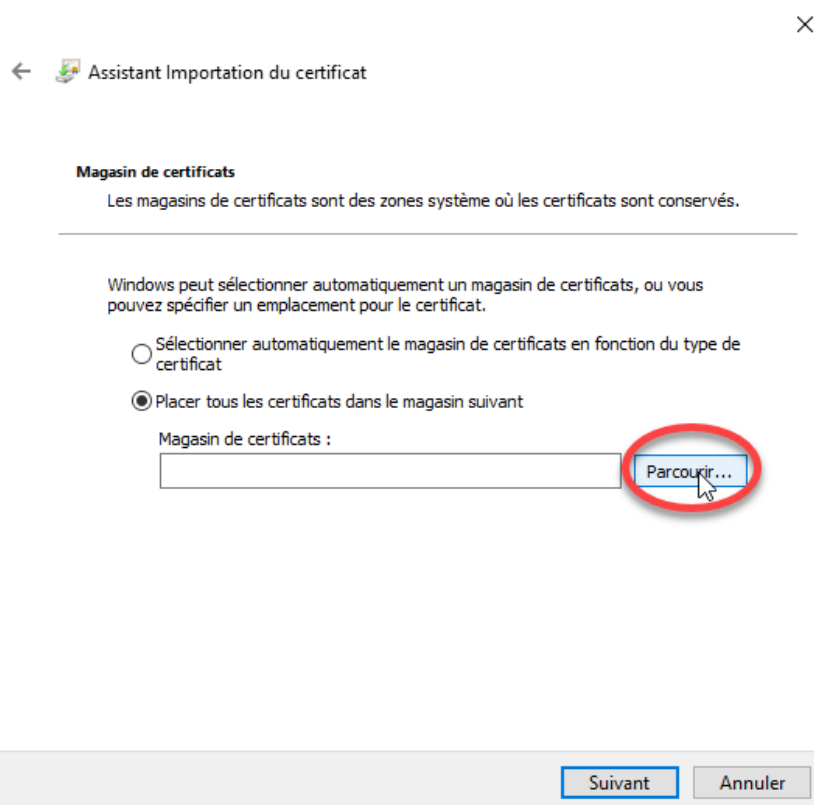 Assistant Importation du certificat
Magasin de certificats
Les magasins de certificats sont des zones système où les certificats sont conservés.
Windows peut sélectionner automatiquement un magasin de certificats, ou vous
pouvez spécifier un emplacement pour le certificat.
Sélectionner automatiquement le magasin de certificats en fonction du type de
certificat
Placer tous les certificats dans le magasin suivant
Magasin de certificats :
Parcourir...
Suivant
Annuler